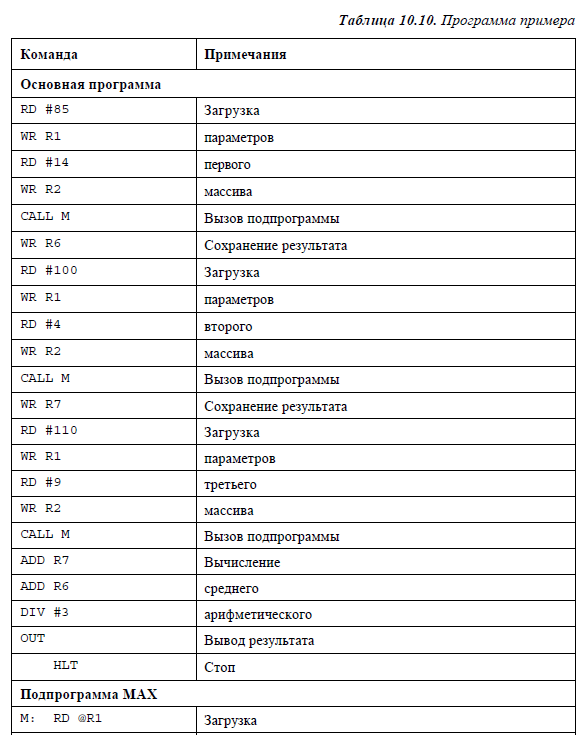 Таблица 10.10. Программа примера
Команда Примечания
Основная программа
RD #85 Загрузка
WR R1 параметров
RD #14 первого
WR R2 массива
CALL M Вызов подпрограммы
WR R6 Сохранение результата
RD #100 Загрузка
WR R1 параметров
RD #4 второго
WR R2 массива
CALL M Вызов подпрограммы
WR R7 Сохранение результата
RD #110 Загрузка
WR R1 параметров
RD #9 третьего
WR R2 массива
CALL M Вызов подпрограммы
ADD R7 Вычисление
ADD R6 среднего
DIV #3 арифметического
OUT Вывод результата
HLT Стоп
Подпрограмма MAX
M: RD @R1 Загрузка